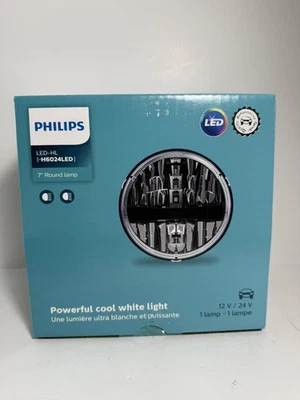 PHILIPS
LED
LED-HL
[-H6024LED-]
7" Round lamp
Powerful cool white light
Une lumière ultra blanche et puissante
12 V / 24 V
1 lamp - 1 lampe